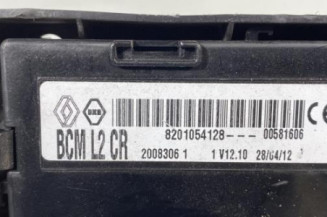 8201054128--- 00581606
BCM L2 CR 2008306 1 1 V12.10 28/04/12